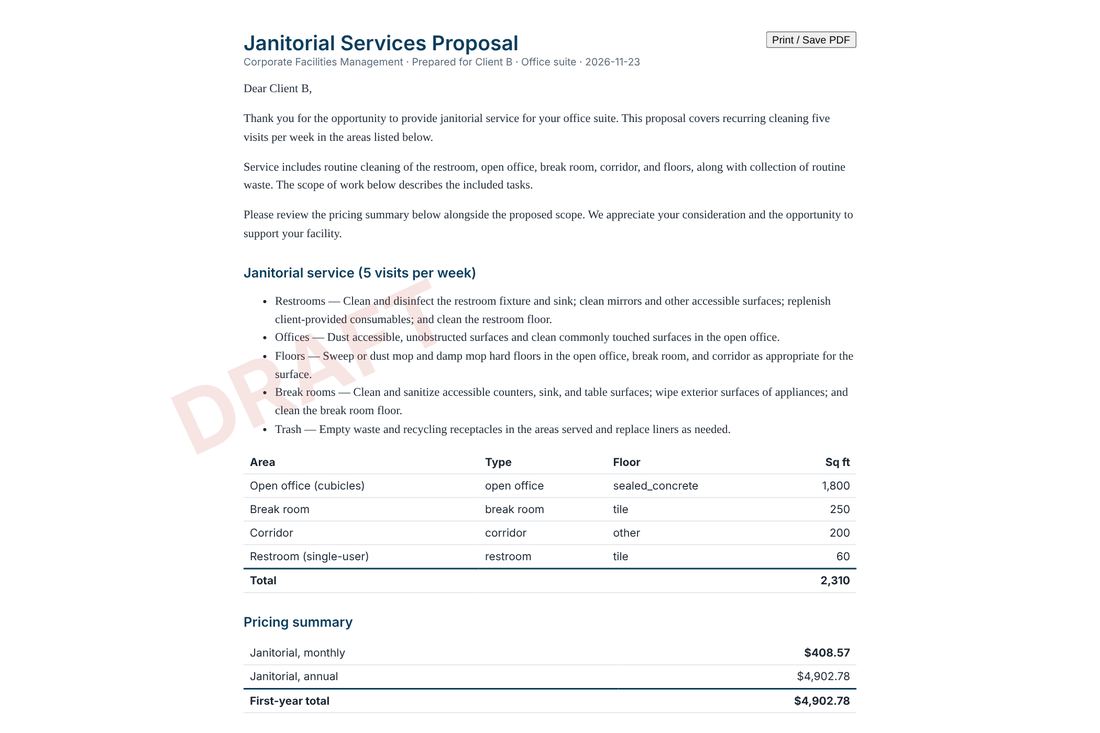 Janitorial Services Proposal
Print / Save PDF
Corporate Facilities Management · Prepared for Client B · Office suite · 2026-11-23
Dear Client B,
Thank you for the opportunity to provide janitorial service for your office suite. This proposal covers recurring cleaning five
visits per week in the areas listed below.
Service includes routine cleaning of the restroom, open office, break room, corridor, and floors, along with collection of routine
waste. The scope of work below describes the included tasks.
Please review the pricing summary below alongside the proposed scope. We appreciate your consideration and the opportunity to
support your facility.
Janitorial service (5 visits per week)
• Restrooms — Clean and disinfect the restroom fixture and sink; clean mirrors and other accessible surfaces; replenish
client-provided consumables; and clean the restroom floor.
• Offices — Dust accessible, unobstructed surfaces and clean commonly touched surfaces in the open office.
• Floors — Sweep or dust mop and damp mop hard floors in the open office, break room, and corridor as appropriate for the
surface.
• Break rooms — Clean and sanitize accessible counters, sink, and table surfaces; wipe exterior surfaces of appliances; and
clean the break room floor.
• Trash — Empty waste and recycling receptacles in the areas served and replace liners as needed.
DRAFT
Area Type Floor Sq ft
Open office (cubicles) open office sealed_concrete 1,800
Break room break room tile 250
Corridor corridor other 200
Restroom (single-user) restroom tile 60
Total 2,310
Pricing summary
Janitorial, monthly $408.57
Janitorial, annual $4,902.78
First-year total $4,902.78